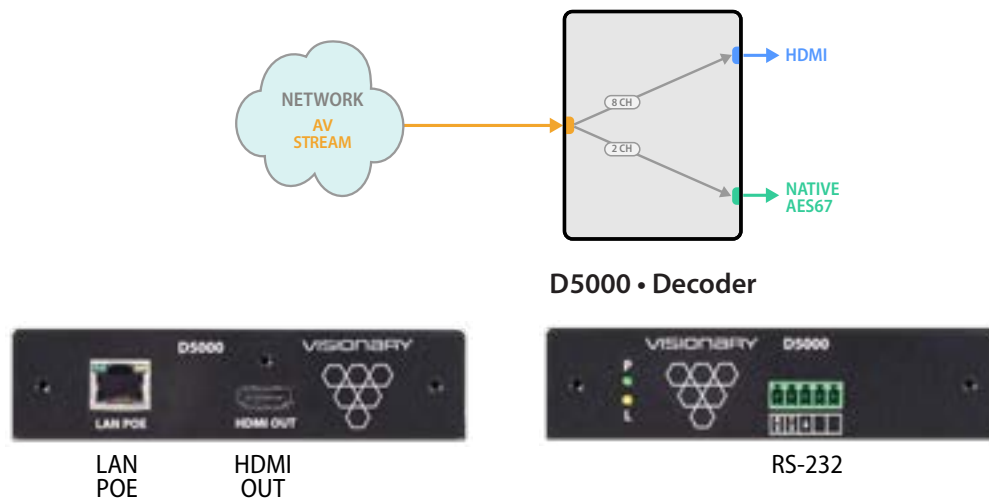 NETWORK
AV
STREAM
8 CH
2 CH
HDMI
NATIVE
AES67
D5000 • Decoder
D5000
VISIONARY
LAN POE
HDMI OUT
LAN
POE
HDMI
OUT
VISIONARY
D5000
P
L
RS-232